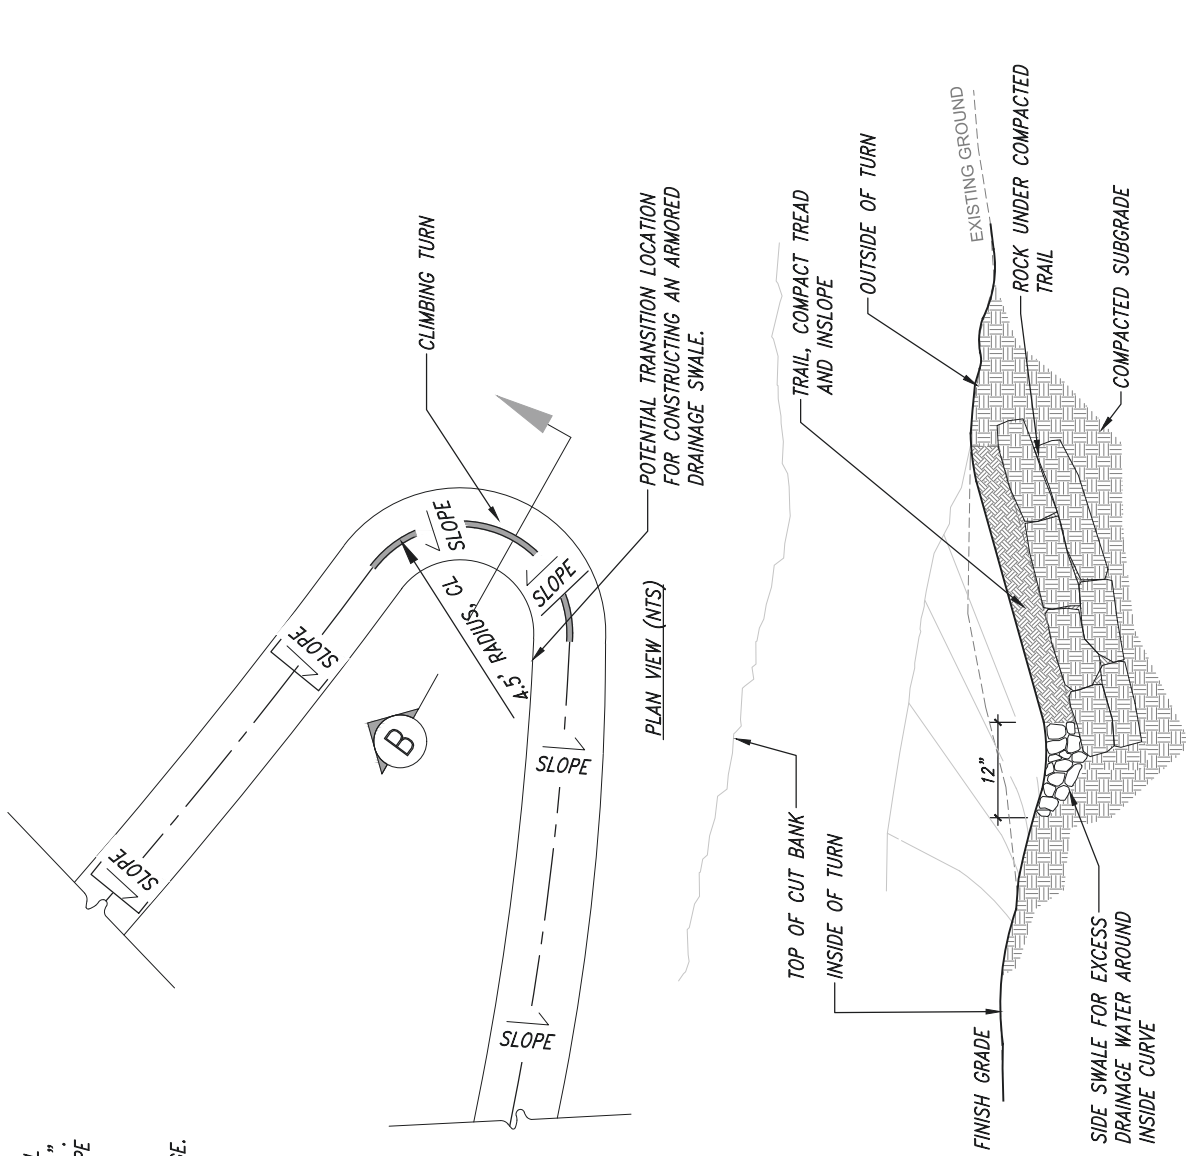 SLOPE
SLOPE
SLOPE
SLOPE
SLOPE
SLOPE
CLIMBING TURN
4.5' RADIUS, CL
B
POTENTIAL TRANSITION LOCATION
FOR CONSTRUCTING AN ARMORED
DRAINAGE SWALE.
PLAN VIEW (NTS)
TOP OF CUT BANK
INSIDE OF TURN
TRAIL, COMPACT TREAD
AND INSLOPE
OUTSIDE OF TURN
EXISTING GROUND
ROCK UNDER COMPACTED
TRAIL
COMPACTED SUBGRADE
12"
FINISH GRADE
SIDE SWALE FOR EXCESS
DRAINAGE WATER AROUND
INSIDE CURVE